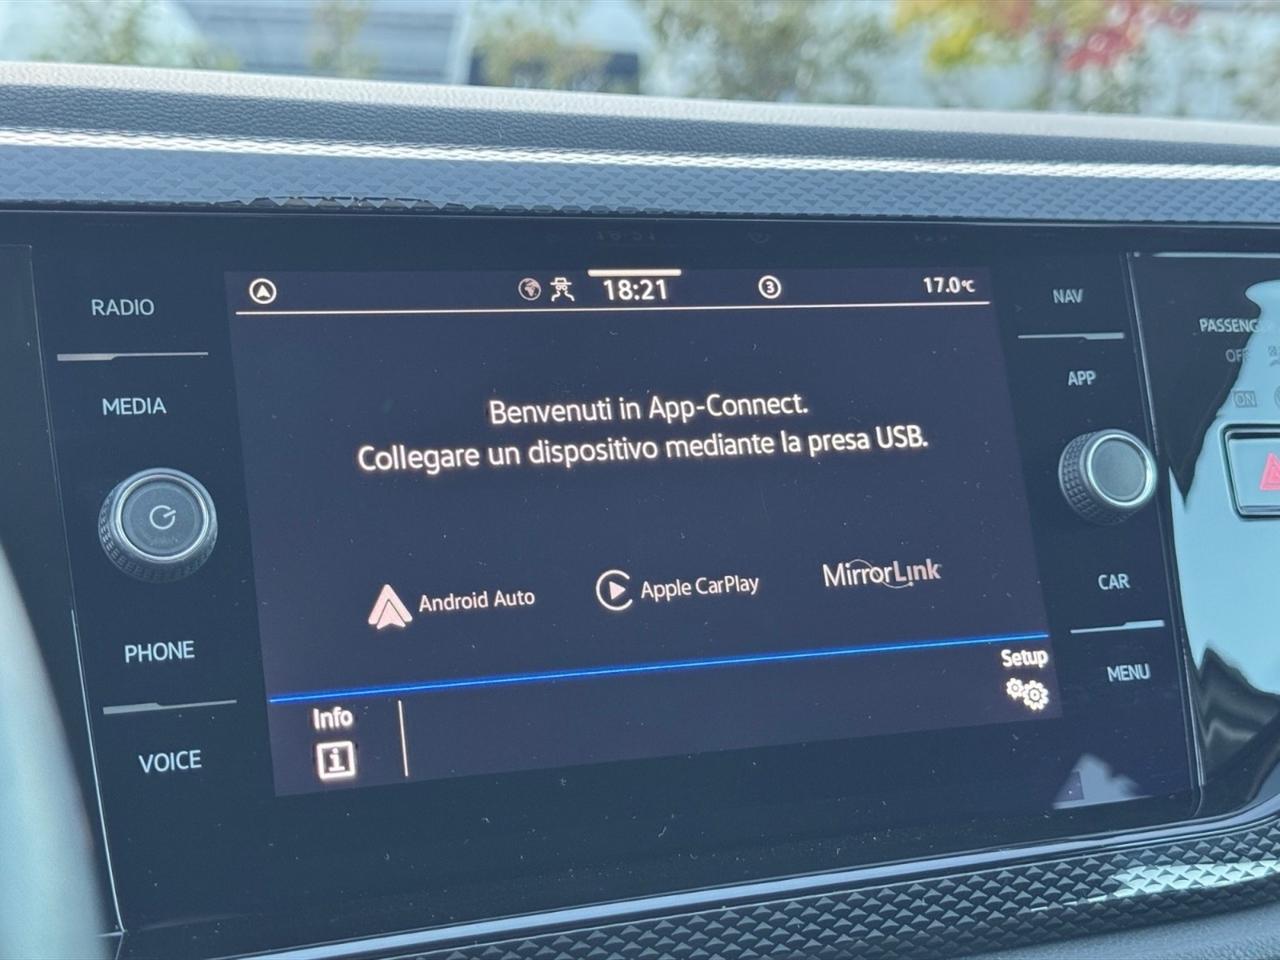 RADIO
MEDIA
PHONE
VOICE
18:21
3
17.0°C
Benvenuti in App-Connect.
Collegare un dispositivo mediante la presa USB.
Android Auto
Apple CarPlay
MirrorLink
Info
i
Setup
NAV
APP
CAR
MENU
OFF
ON